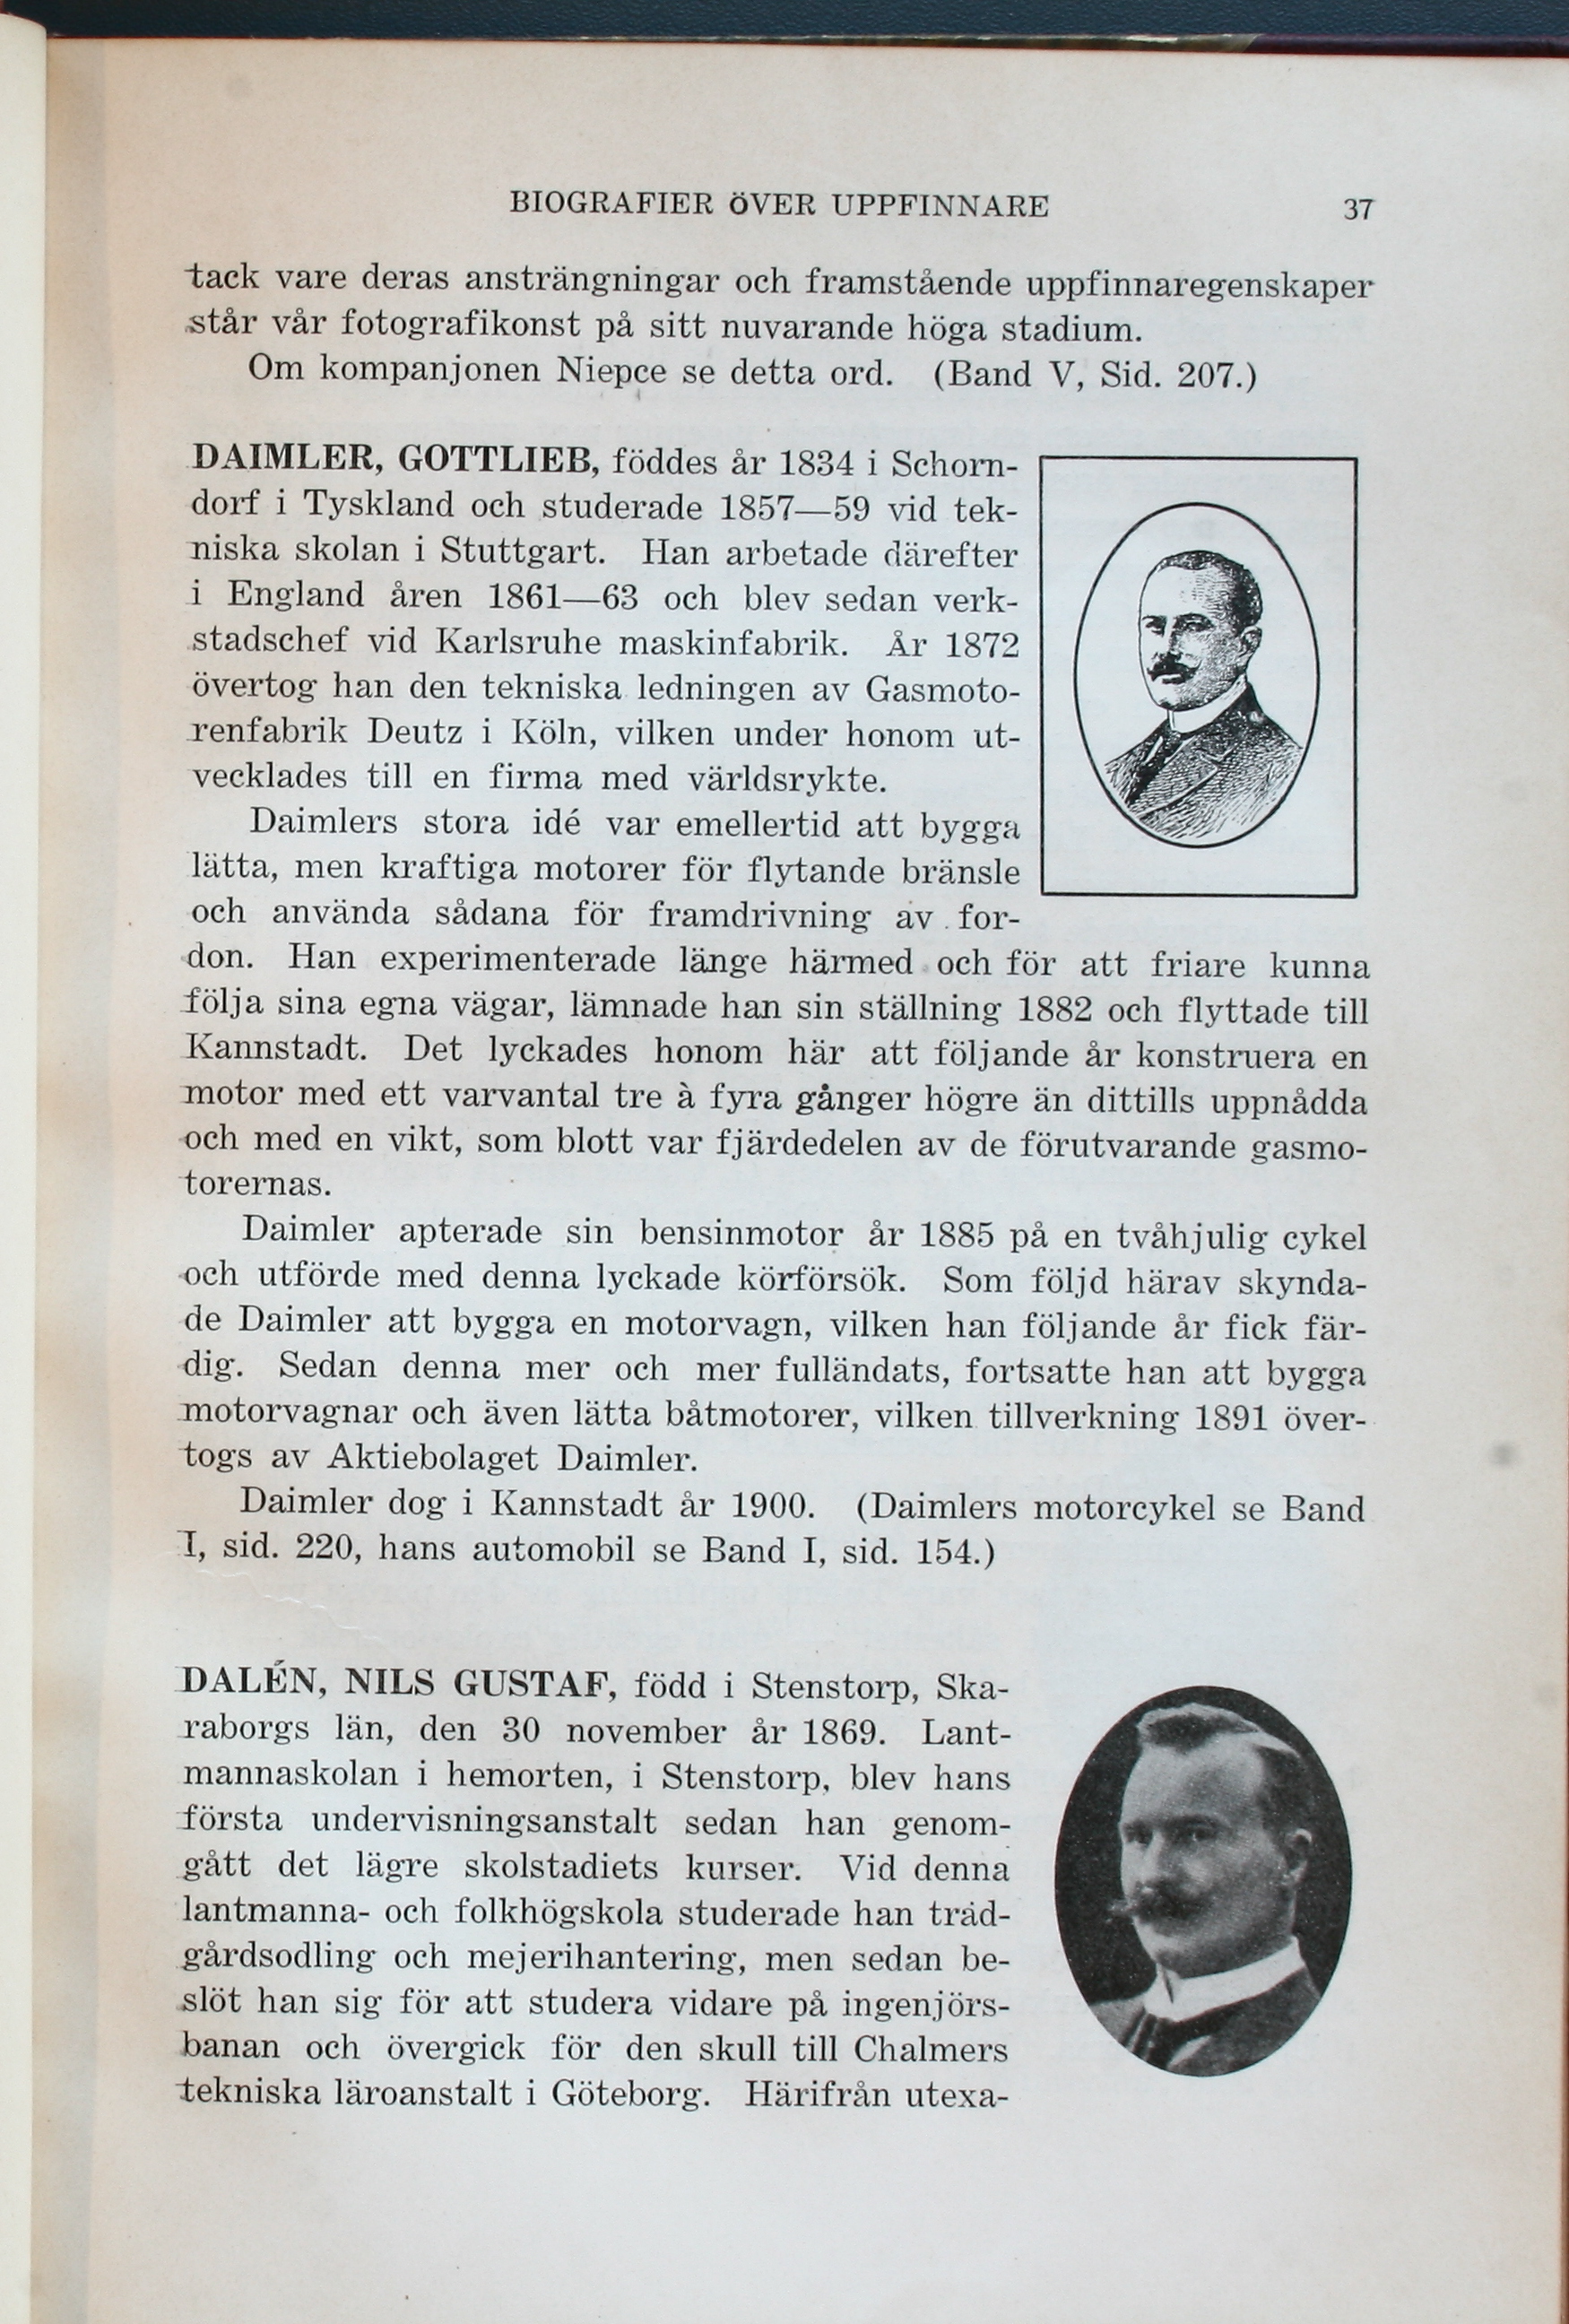 BIOGRAFIER ÖVER UPPFINNARE 37
tack vare deras ansträngningar och framstående uppfinnaregenskaper
står vår fotografikonst på sitt nuvarande höga stadium.
Om kompanjonen Niepce se detta ord. (Band V, Sid. 207.)
DAIMLER, GOTTLIEB, föddes år 1834 i Schorn-
dorf i Tyskland och studerade 1857—59 vid tek-
niska skolan i Stuttgart. Han arbetade därefter
i England åren 1861—63 och blev sedan verk-
stadschef vid Karlsruhe maskinfabrik. År 1872
övertog han den tekniska ledningen av Gasmoto-
renfabrik Deutz i Köln, vilken under honom ut-
vecklades till en firma med världsrykte.
Daimlers stora idé var emellertid att bygga
lätta, men kraftiga motorer för flytande bränsle
och använda sådana för framdrivning av for-
don. Han experimenterade länge härmed och för att friare kunna
följa sina egna vägar, lämnade han sin ställning 1882 och flyttade till
Kannstadt. Det lyckades honom här att följande år konstruera en
motor med ett varvantal tre à fyra gånger högre än dittills uppnådda
och med en vikt, som blott var fjärdedelen av de förutvarande gasmo-
torernas.
Daimler apterade sin bensinmotor år 1885 på en tvåhjulig cykel
och utförde med denna lyckade körförsök. Som följd härav skynda-
de Daimler att bygga en motorvagn, vilken han följande år fick fär-
dig. Sedan denna mer och mer fulländats, fortsatte han att bygga
motorvagnar och även lätta båtmotorer, vilken tillverkning 1891 över-
togs av Aktiebolaget Daimler.
Daimler dog i Kannstadt år 1900. (Daimlers motorcykel se Band
I, sid. 220, hans automobil se Band I, sid. 154.)
DALÉN, NILS GUSTAF, född i Stenstorp, Ska-
raborgs län, den 30 november år 1869. Lant-
mannaskolan i hemorten, i Stenstorp, blev hans
första undervisningsanstalt sedan han genom-
gått det lägre skolstadiets kurser. Vid denna
lantmanna- och folkhögskola studerade han träd-
gårdsodling och mejerihantering, men sedan be-
slöt han sig för att studera vidare på ingenjörs-
banan och övergick för den skull till Chalmers
tekniska läroanstalt i Göteborg. Härifrån utexa-